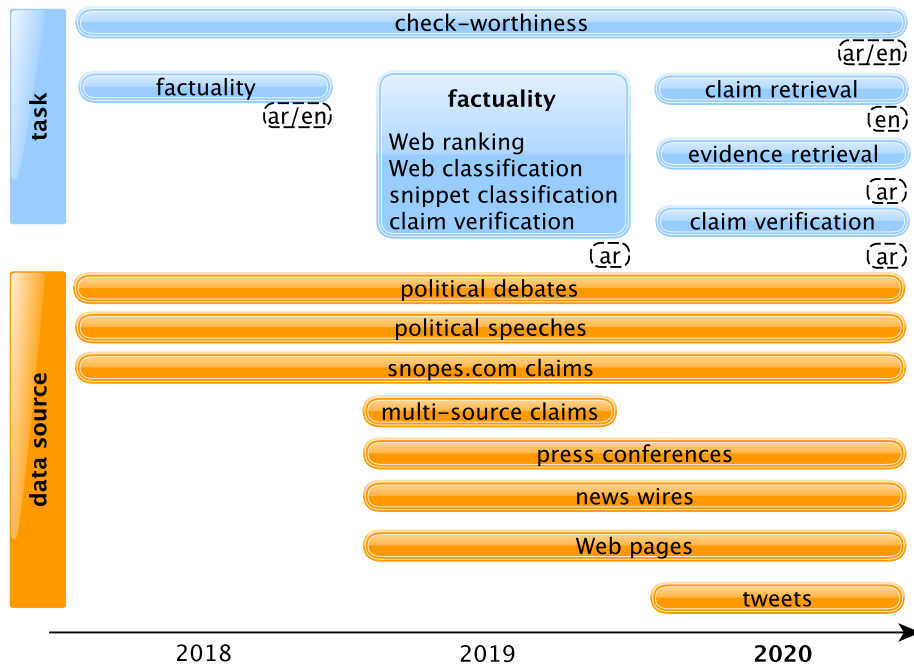 task
check-worthiness
ar/en
factuality
ar/en
factuality
Web ranking
Web classification
snippet classification
claim verification
ar
claim retrieval
en
evidence retrieval
ar
claim verification
ar
data source
political debates
political speeches
snopes.com claims
multi-source claims
press conferences
news wires
Web pages
tweets
2018
2019
2020